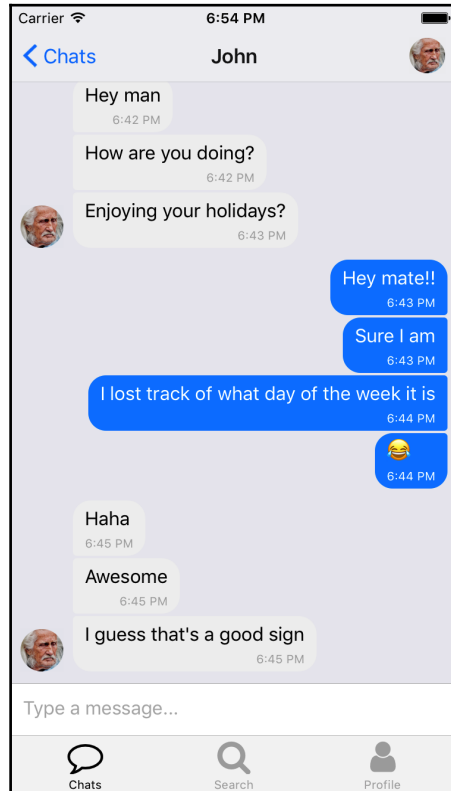 Carrier 6:54 PM
Chats John
Hey man
6:42 PM
How are you doing?
6:42 PM
Enjoying your holidays?
6:43 PM
Hey mate!!
6:43 PM
Sure I am
6:43 PM
I lost track of what day of the week it is
6:44 PM
😂
6:44 PM
Haha
6:45 PM
Awesome
6:45 PM
I guess that's a good sign
6:45 PM
Type a message...
Chats Search Profile